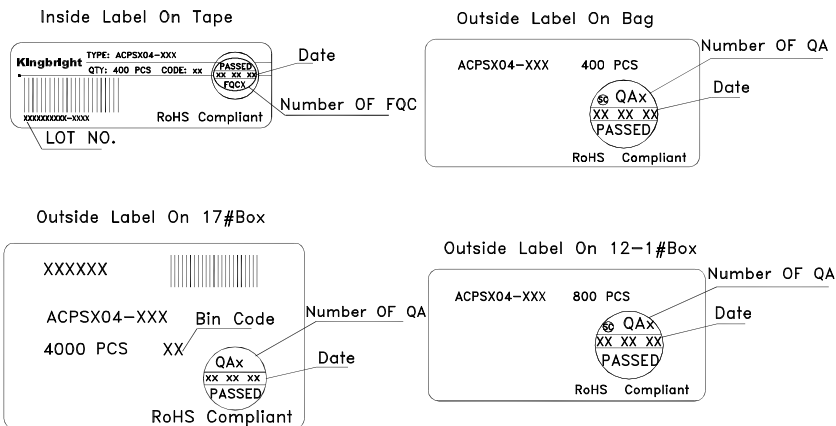 Inside Label On Tape
Kingbright
TYPE: ACPSX04-XXX
QTY: 400 PCS CODE: XX
PASSED
XX XX XX
FQCX
XXXXXXXXXX-XXXX
RoHS Compliant
Date
Number OF FQC
LOT NO.
Outside Label On Bag
ACPSX04-XXX 400 PCS
SC QAx
XX XX XX
PASSED
RoHS Compliant
Number OF QA
Date
Outside Label On 17#Box
XXXXXX
ACPSX04-XXX
4000 PCS XX
Bin Code
QAx
XX XX XX
PASSED
RoHS Compliant
Number OF QA
Date
Outside Label On 12-1#Box
ACPSX04-XXX 800 PCS
SC QAx
XX XX XX
PASSED
RoHS Compliant
Number OF QA
Date